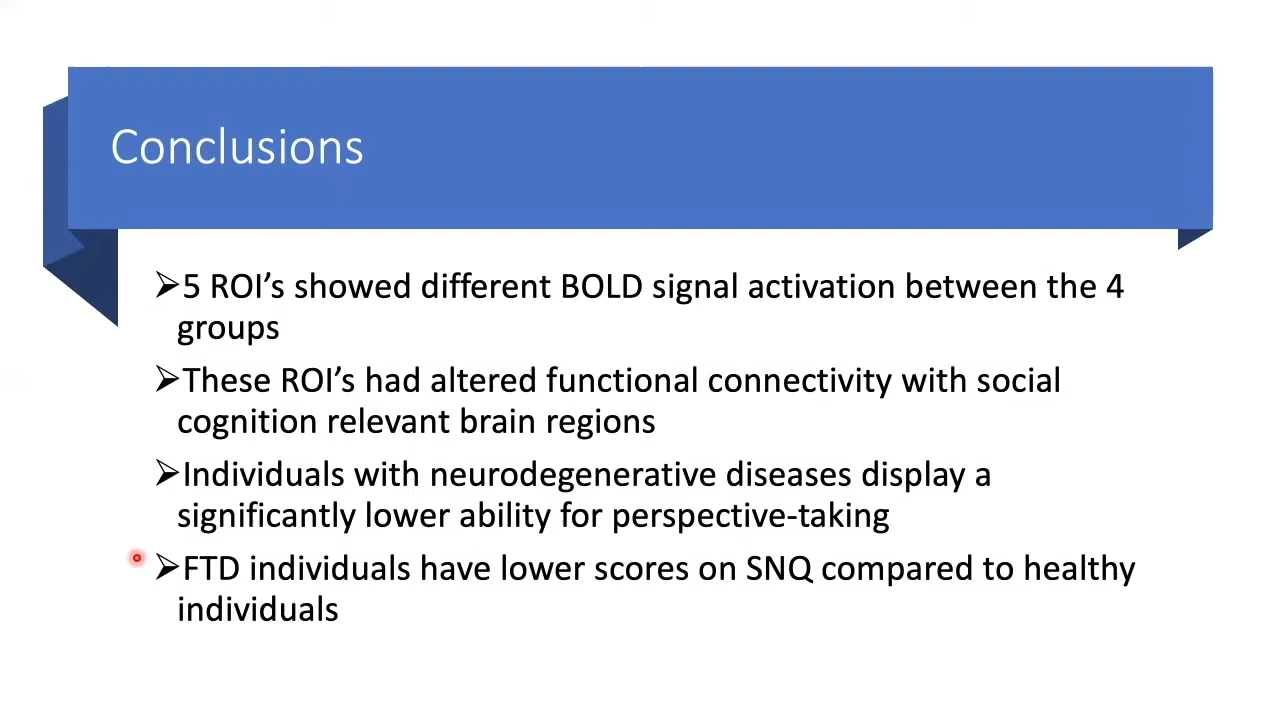 Conclusions
➢5 ROI’s showed different BOLD signal activation between the 4
groups
➢These ROI’s had altered functional connectivity with social
cognition relevant brain regions
➢Individuals with neurodegenerative diseases display a
significantly lower ability for perspective-taking
➢FTD individuals have lower scores on SNQ compared to healthy
individuals